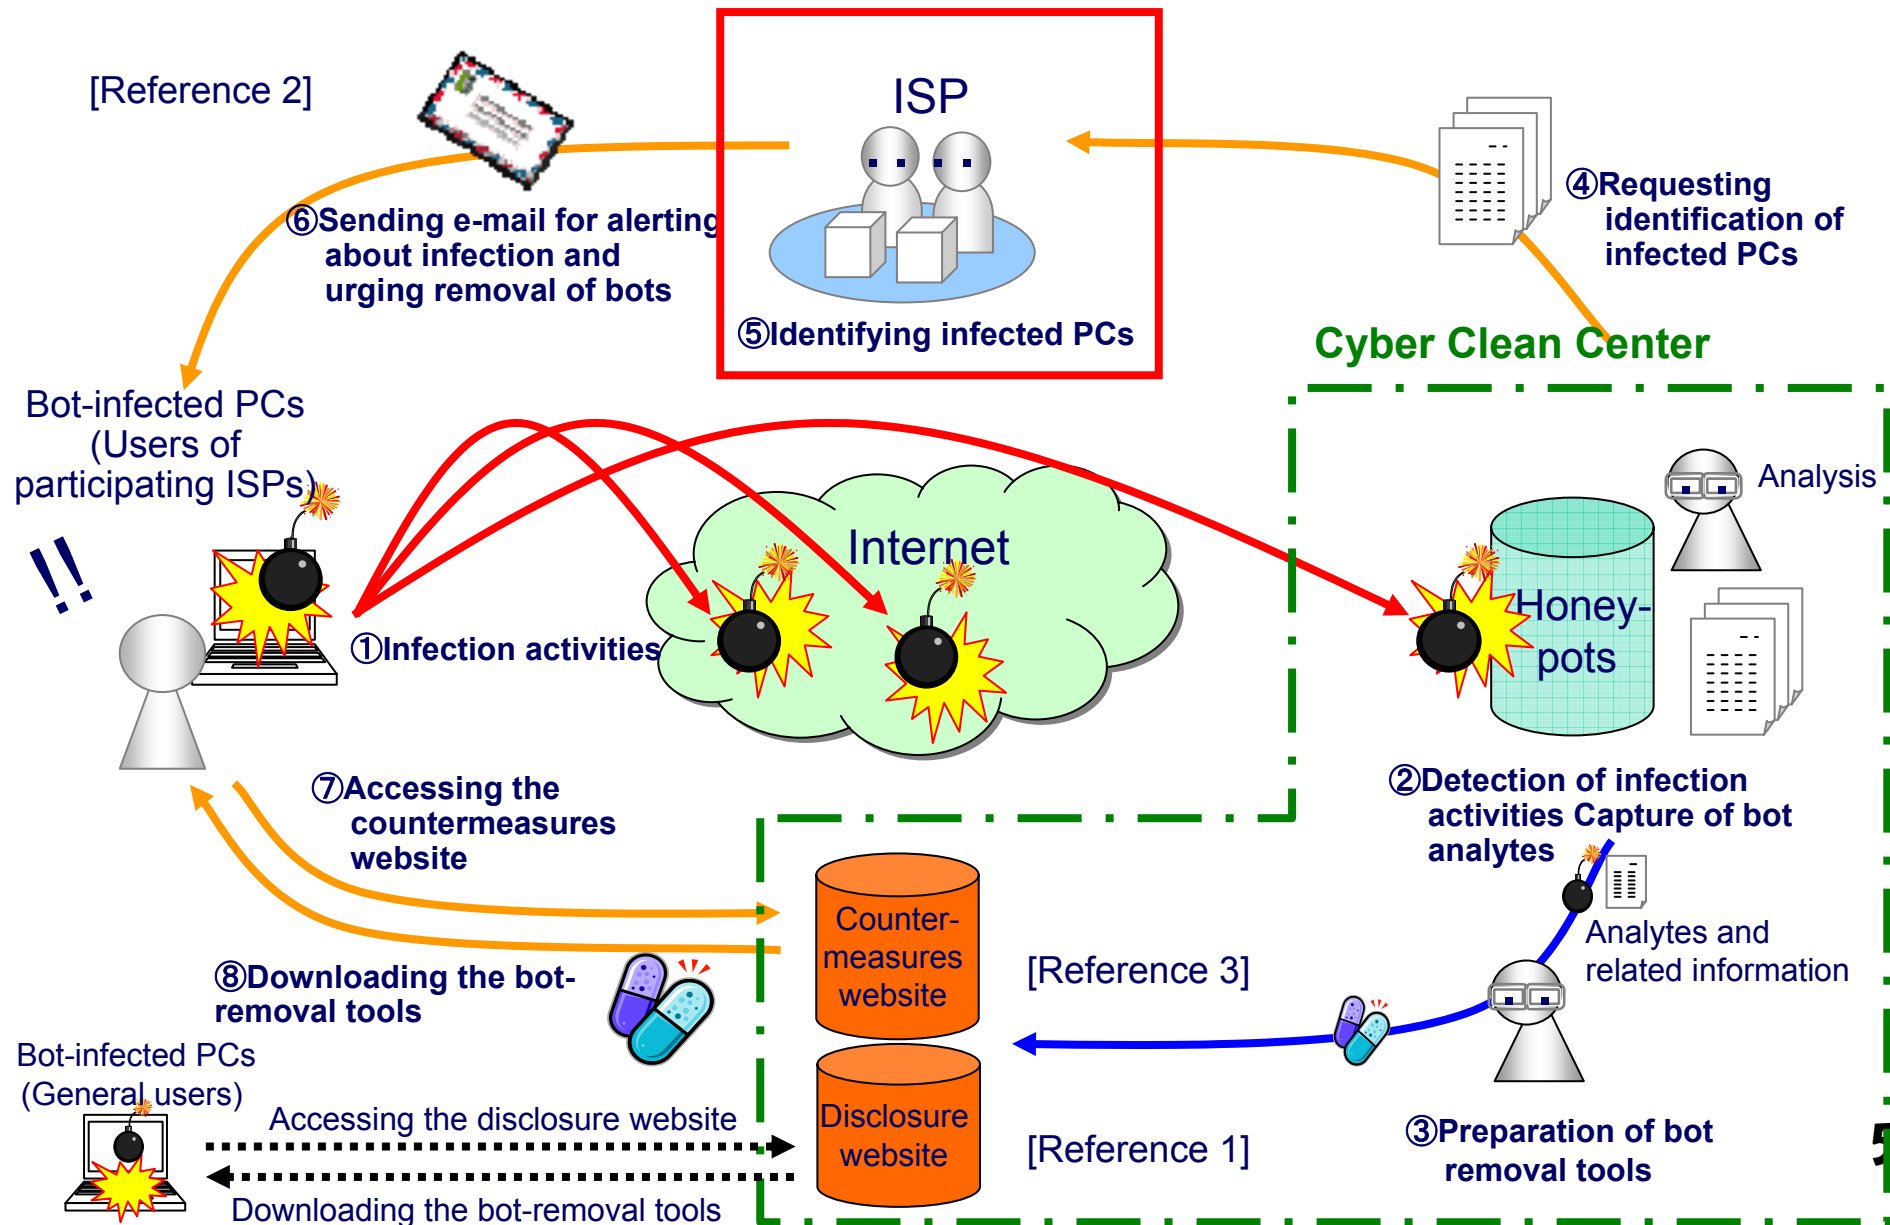 [Reference 2]
ISP
④Requesting
identification of
infected PCs
⑥Sending e-mail for alerting
about infection and
urging removal of bots
⑤Identifying infected PCs
Cyber Clean Center
Bot-infected PCs
(Users of
participating ISPs)
!!
Analysis
Internet
Honey-
pots
①Infection activities
②Detection of infection
activities Capture of bot
analytes
⑦Accessing the
countermeasures
website
Counter-
measures
website
[Reference 3]
Analytes and
related information
⑧Downloading the bot-
removal tools
Bot-infected PCs
(General users)
Accessing the disclosure website
Disclosure
website
[Reference 1]
③Preparation of bot
removal tools
Downloading the bot-removal tools